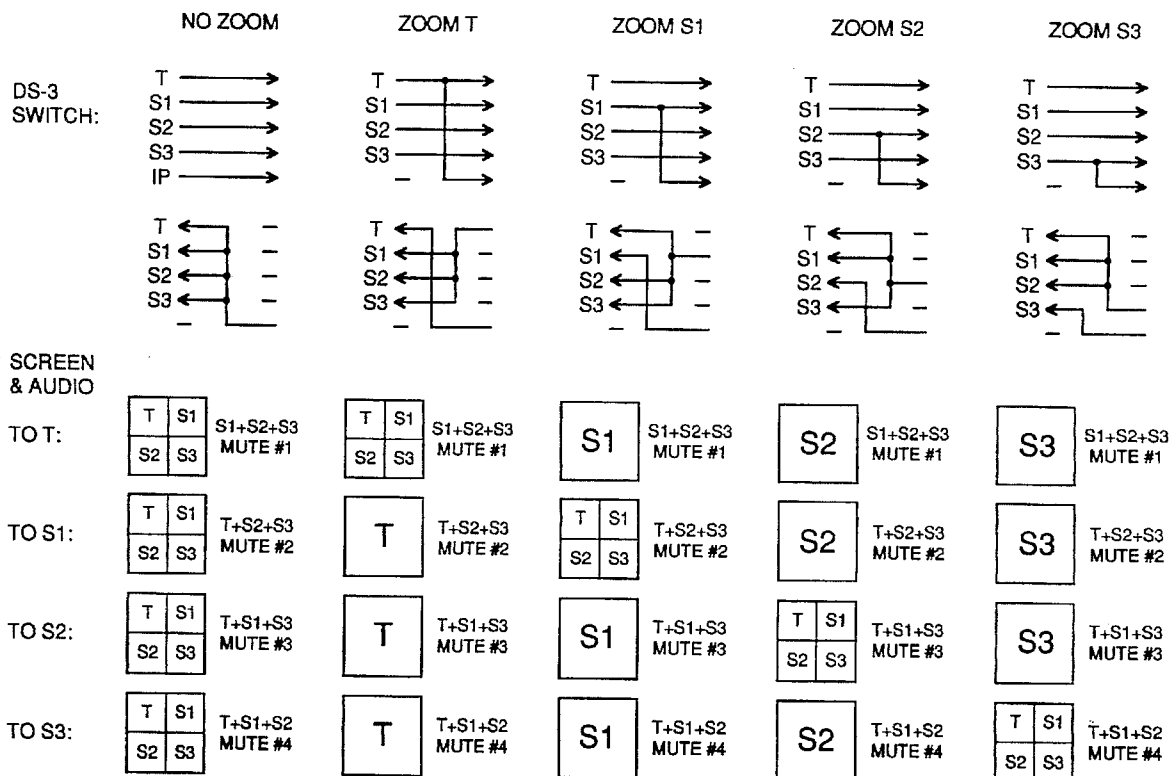 NO ZOOM ZOOM T ZOOM S1 ZOOM S2 ZOOM S3
DS-3
SWITCH:
T T T T T
S1 S1 S1 S1 S1
S2 S2 S2 S2 S2
S3 S3 S3 S3 S3
IP – – – –
T – T T – T – T –
S1 – S1 – S1 S1 – S1 –
S2 – S2 – S2 – S2 S2 –
S3 – S3 – S3 – S3 – S3
– – – – –
SCREEN
& AUDIO
TO T:
T S1 S1+S2+S3 T S1 S1+S2+S3 S1 S1+S2+S3 S2 S1+S2+S3 S3 S1+S2+S3
S2 S3 MUTE #1 S2 S3 MUTE #1 MUTE #1 MUTE #1 MUTE #1
TO S1:
T S1 T+S2+S3 T T+S2+S3 T S1 T+S2+S3 S2 T+S2+S3 S3 T+S2+S3
S2 S3 MUTE #2 MUTE #2 S2 S3 MUTE #2 MUTE #2 MUTE #2
TO S2:
T S1 T+S1+S3 T T+S1+S3 S1 T+S1+S3 T S1 T+S1+S3 S3 T+S1+S3
S2 S3 MUTE #3 MUTE #3 MUTE #3 S2 S3 MUTE #3 MUTE #3
TO S3:
T S1 T+S1+S2 T T+S1+S2 S1 T+S1+S2 S2 T+S1+S2 T S1 T+S1+S2
S2 S3 MUTE #4 MUTE #4 MUTE #4 MUTE #4 S2 S3 MUTE #4